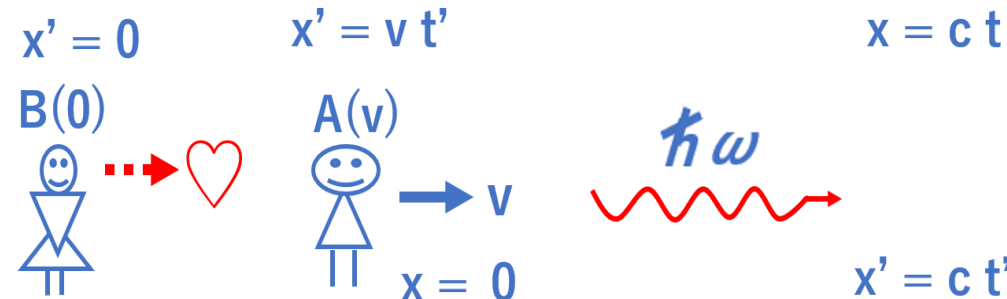 x' = 0
x' = v t'
x = c t
B(0)
A(v)
ħω
v
x = 0
x' = c t'